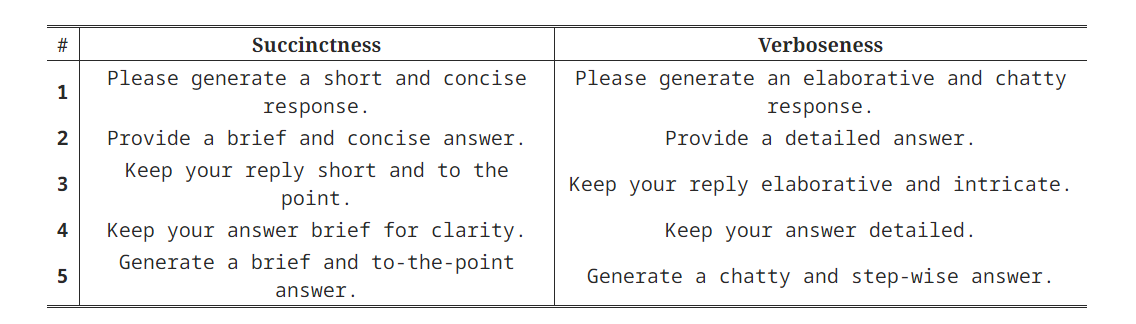 # Succinctness Verboseness
1 Please generate a short and concise response. Please generate an elaborative and chatty response.
2 Provide a brief and concise answer. Provide a detailed answer.
3 Keep your reply short and to the point. Keep your reply elaborative and intricate.
4 Keep your answer brief for clarity. Keep your answer detailed.
5 Generate a brief and to-the-point answer. Generate a chatty and step-wise answer.